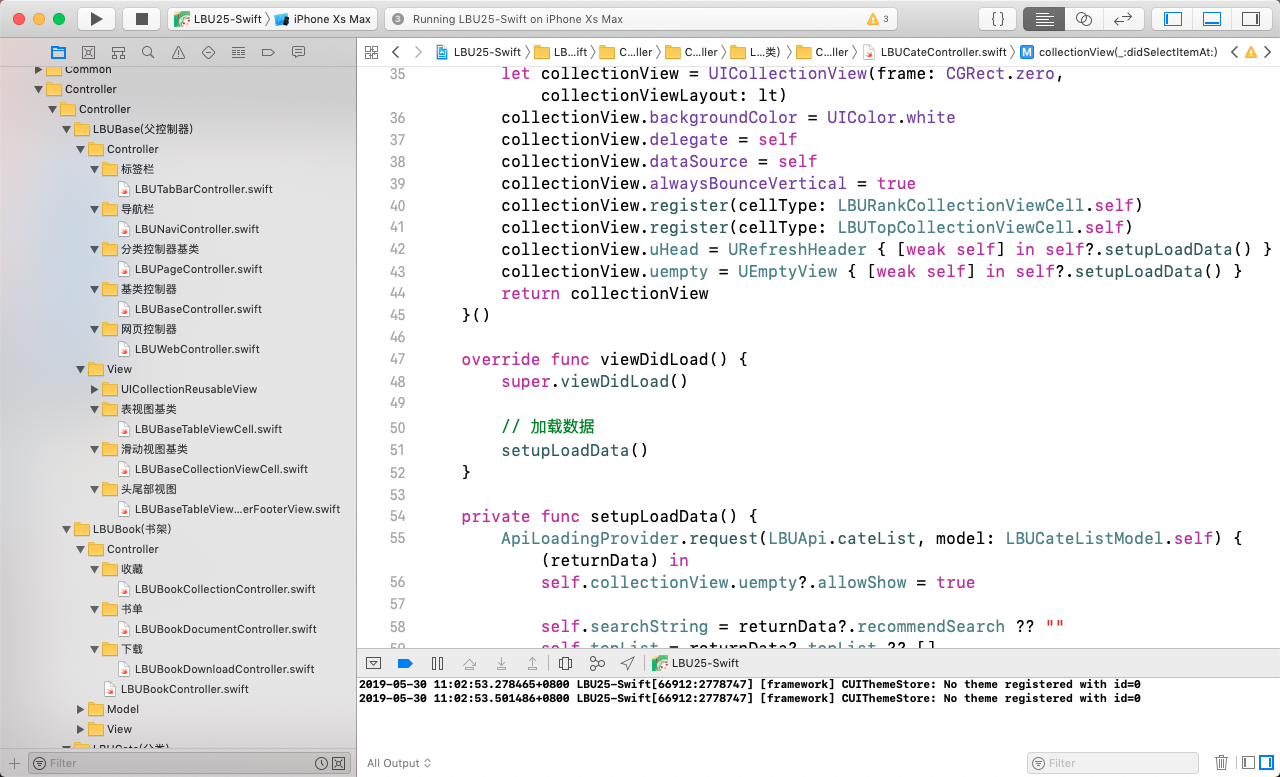 LBU25-Swift iPhone Xs Max
3 Running LBU25-Swift on iPhone Xs Max 3
{ }
LBU25-Swift LB...ift C...ller C...ller L...类） C...ller LBUCateController.swift M collectionView(_:didSelectItemAt:)
Common
Controller
Controller
LBUBase(父控制器)
Controller
标签栏
LBUTabBarController.swift
导航栏
LBUNaviController.swift
分类控制器基类
LBUPageController.swift
基类控制器
LBUBaseController.swift
网页控制器
LBUWebController.swift
View
UICollectionReusableView
表视图基类
LBUBaseTableViewCell.swift
滑动视图基类
LBUBaseCollectionViewCell.swift
头尾部视图
LBUBaseTableView...erFooterView.swift
LBUBook(书架)
Controller
收藏
LBUBookCollectionController.swift
书单
LBUBookDocumentController.swift
下载
LBUBookDownloadController.swift
LBUBookController.swift
Model
View
LBUCate(分类)
Filter
35 let collectionView = UICollectionView(frame: CGRect.zero,
collectionViewLayout: lt)
36 collectionView.backgroundColor = UIColor.white
37 collectionView.delegate = self
38 collectionView.dataSource = self
39 collectionView.alwaysBounceVertical = true
40 collectionView.register(cellType: LBURankCollectionViewCell.self)
41 collectionView.register(cellType: LBUTopCollectionViewCell.self)
42 collectionView.uHead = URefreshHeader { [weak self] in self?.setupLoadData() }
43 collectionView.uempty = UEmptyView { [weak self] in self?.setupLoadData() }
44 return collectionView
45 }()
46
47 override func viewDidLoad() {
48 super.viewDidLoad()
49
50 // 加载数据
51 setupLoadData()
52 }
53
54 private func setupLoadData() {
55 ApiLoadingProvider.request(LBUApi.cateList, model: LBUCateListModel.self) {
(returnData) in
56 self.collectionView.uempty?.allowShow = true
57
58 self.searchString = returnData?.recommendSearch ?? ""
59 self.topList = returnData?.topList ?? []
LBU25-Swift
2019-05-30 11:02:53.278465+0800 LBU25-Swift[66912:2778747] [framework] CUIThemeStore: No theme registered with id=0
2019-05-30 11:02:53.501486+0800 LBU25-Swift[66912:2778747] [framework] CUIThemeStore: No theme registered with id=0
All Output
Filter